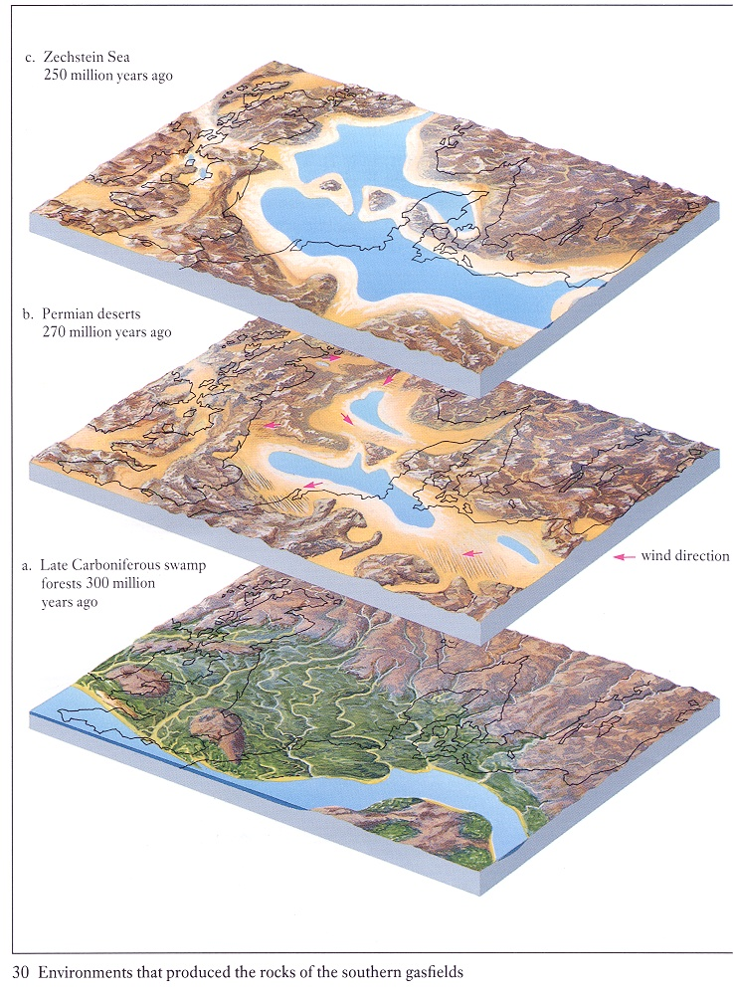 c. Zechstein Sea
250 million years ago
b. Permian deserts
270 million years ago
a. Late Carboniferous swamp
forests 300 million
years ago
wind direction
30 Environments that produced the rocks of the southern gasfields